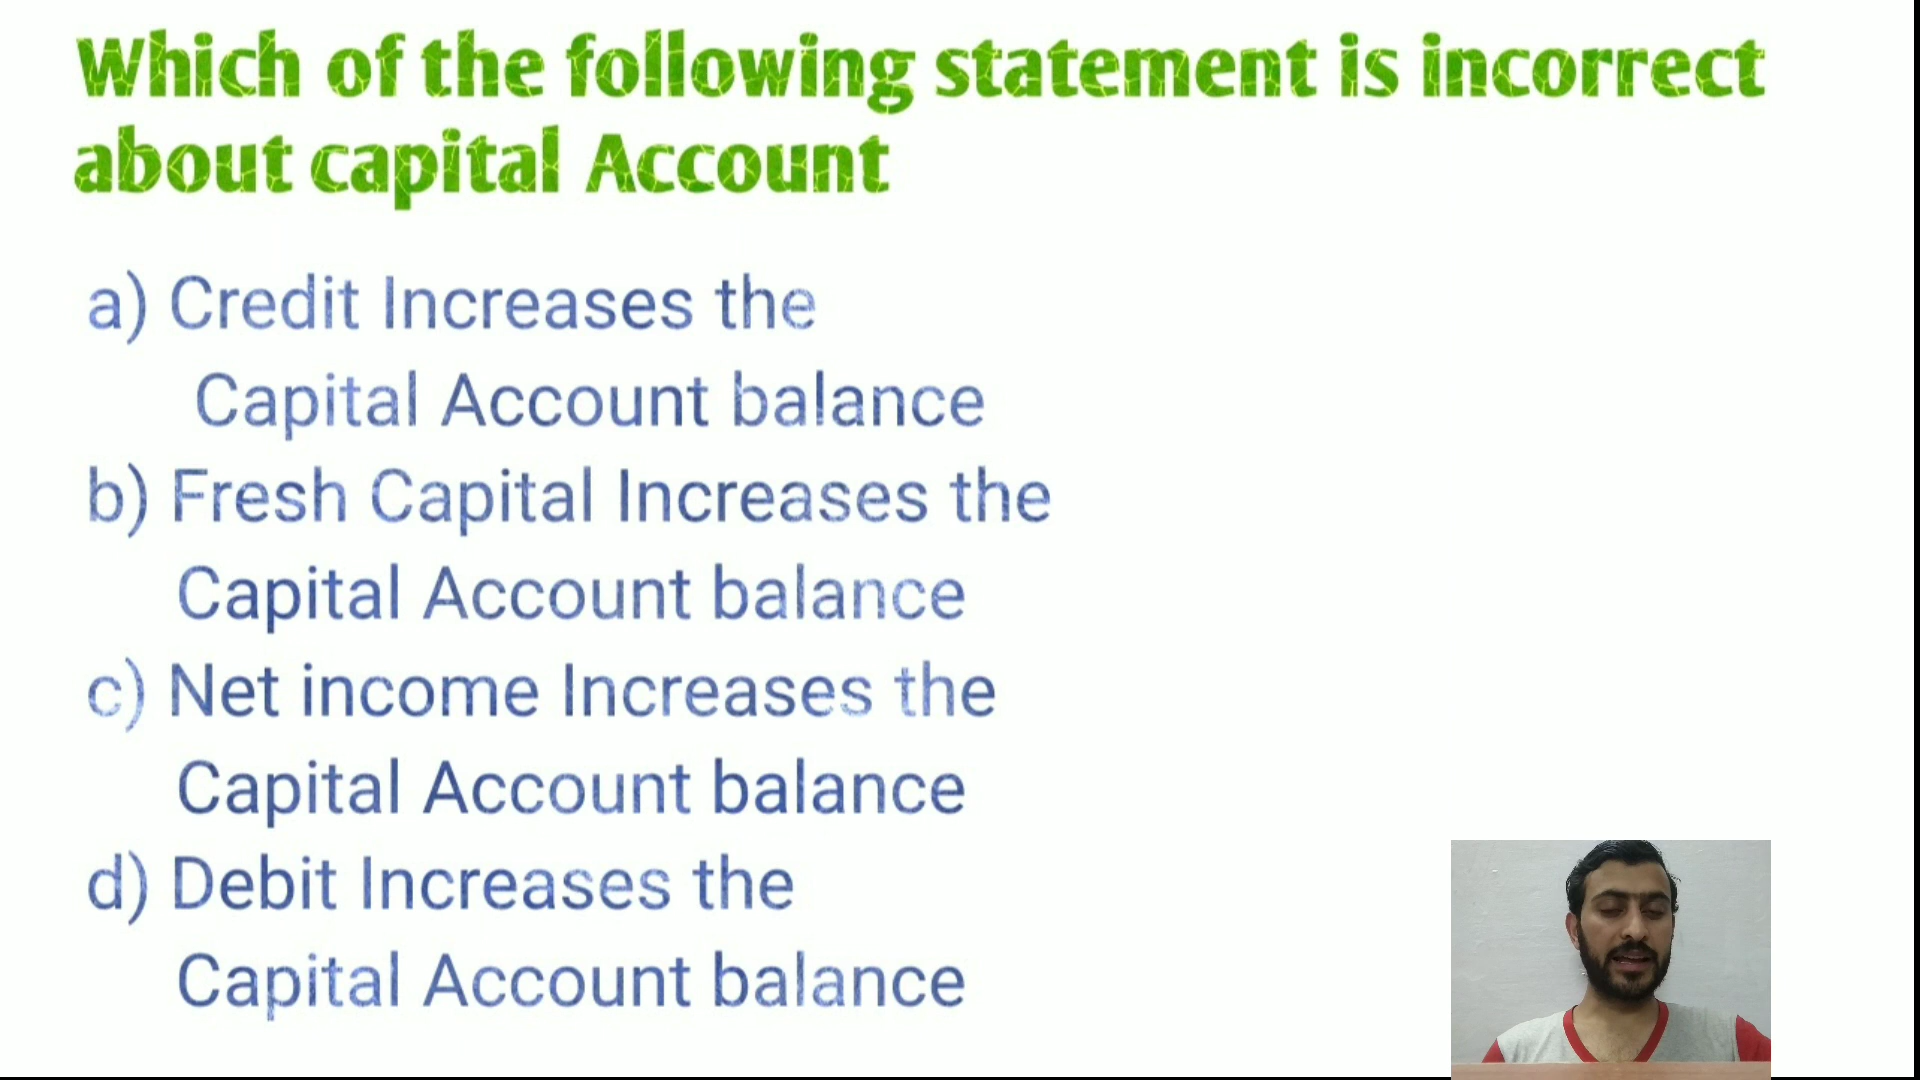 Which of the following statement is incorrect
about capital Account
a) Credit Increases the
Capital Account balance
b) Fresh Capital Increases the
Capital Account balance
c) Net income Increases the
Capital Account balance
d) Debit Increases the
Capital Account balance